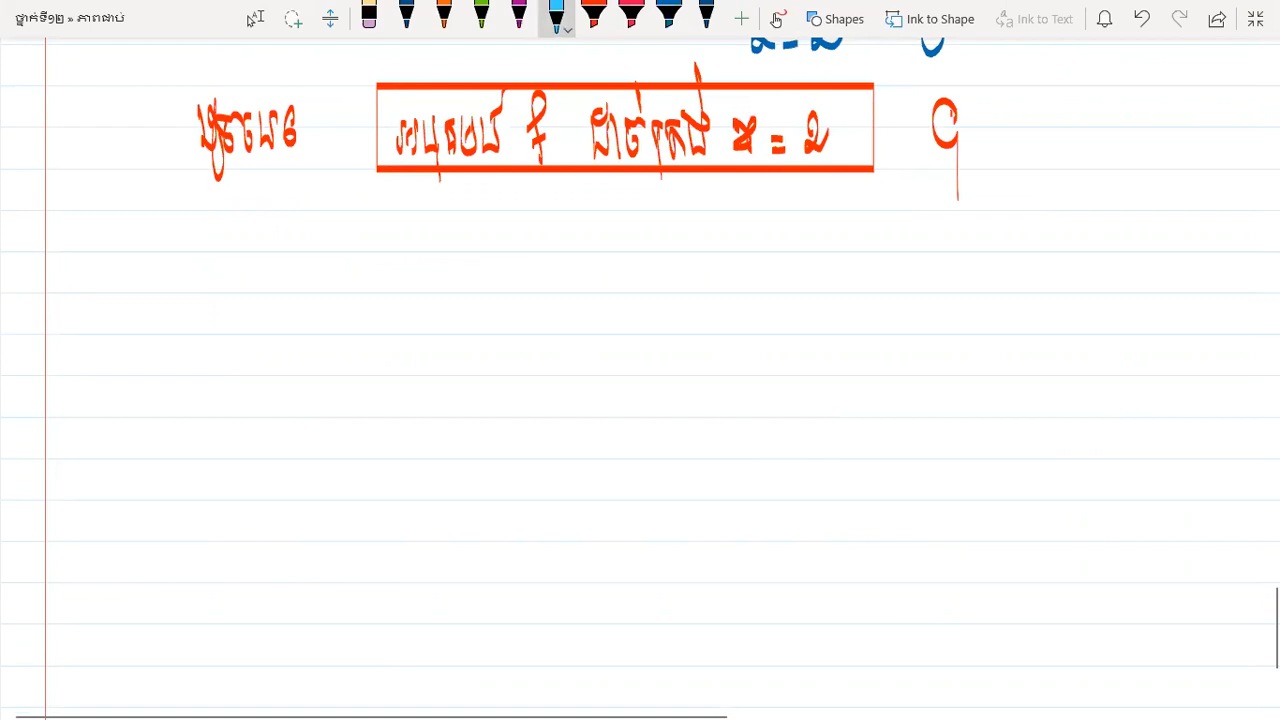 ថ្នាក់ទី១២ » ភាពជាប់
Shapes
Ink to Shape
Ink to Text
ដូចនេះ អនុគមន៍ f ជាប់ត្រង់ x = 2 ។